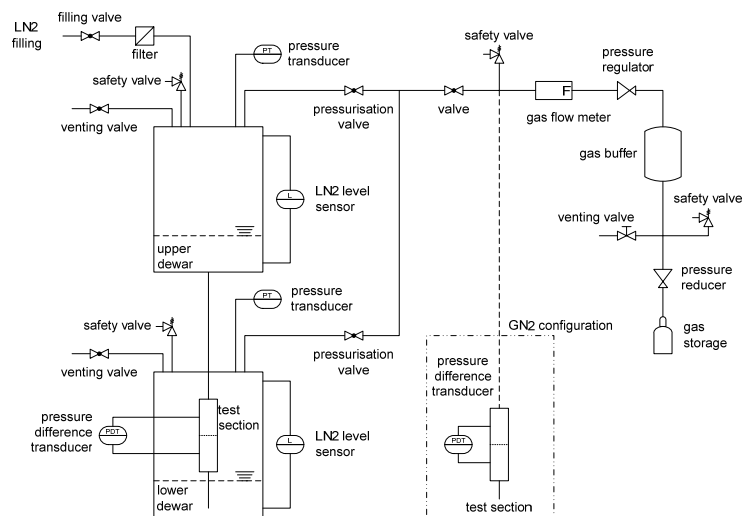 LN2
filling
filling valve
filter
safety valve
venting valve
PT
pressure
transducer
pressurisation
valve
valve
safety valve
F
gas flow meter
pressure
regulator
gas buffer
L
LN2 level
sensor
upper
dewar
venting valve
safety valve
pressure
reducer
gas
storage
PT
pressure
transducer
safety valve
venting valve
pressurisation
valve
GN2 configuration
pressure
difference
transducer
PDT
test section
pressure
difference
transducer
PDT
test
section
L
LN2 level
sensor
lower
dewar